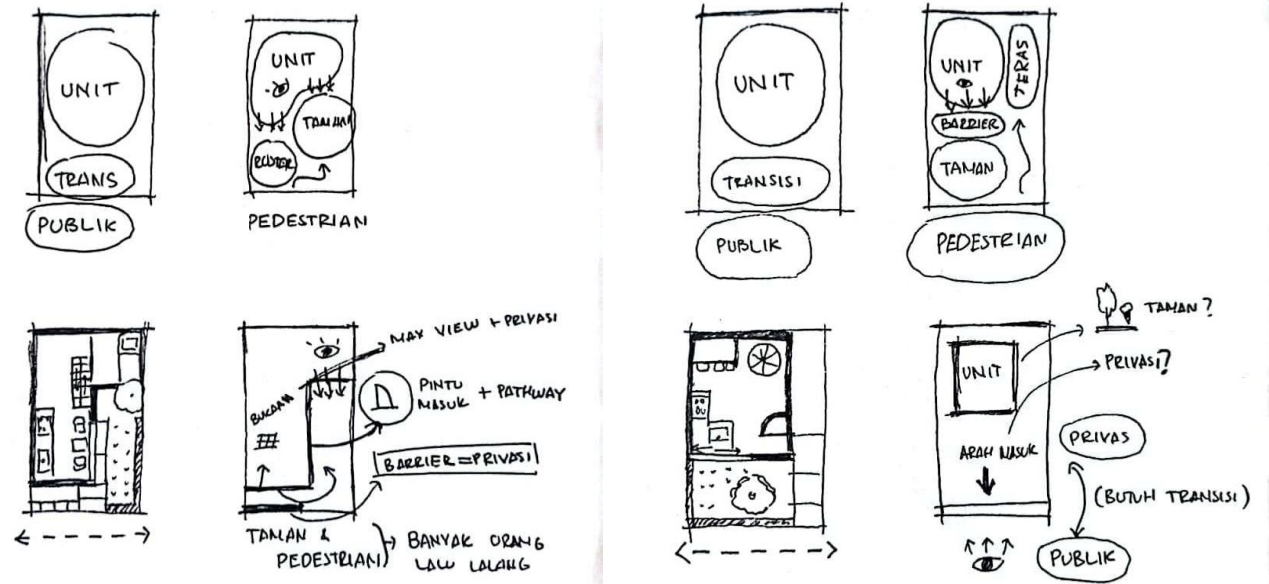 UNIT
TRANS
PUBLIK
UNIT
TAMAN
ROSTER
PEDESTRIAN
UNIT
TRANSISI
PUBLIK
UNIT
TERAS
BARRIER
TAMAN
PEDESTRIAN
MAX VIEW + PRIVASI
BUKAAN
PINTU
MASUK + PATHWAY
BARRIER = PRIVASI
TAMAN &
PEDESTRIAN
BANYAK ORANG
LALU LALANG
TAMAN?
UNIT
PRIVASI?
ARAH MASUK
PRIVAS
(BUTUH TRANSISI)
PUBLIK